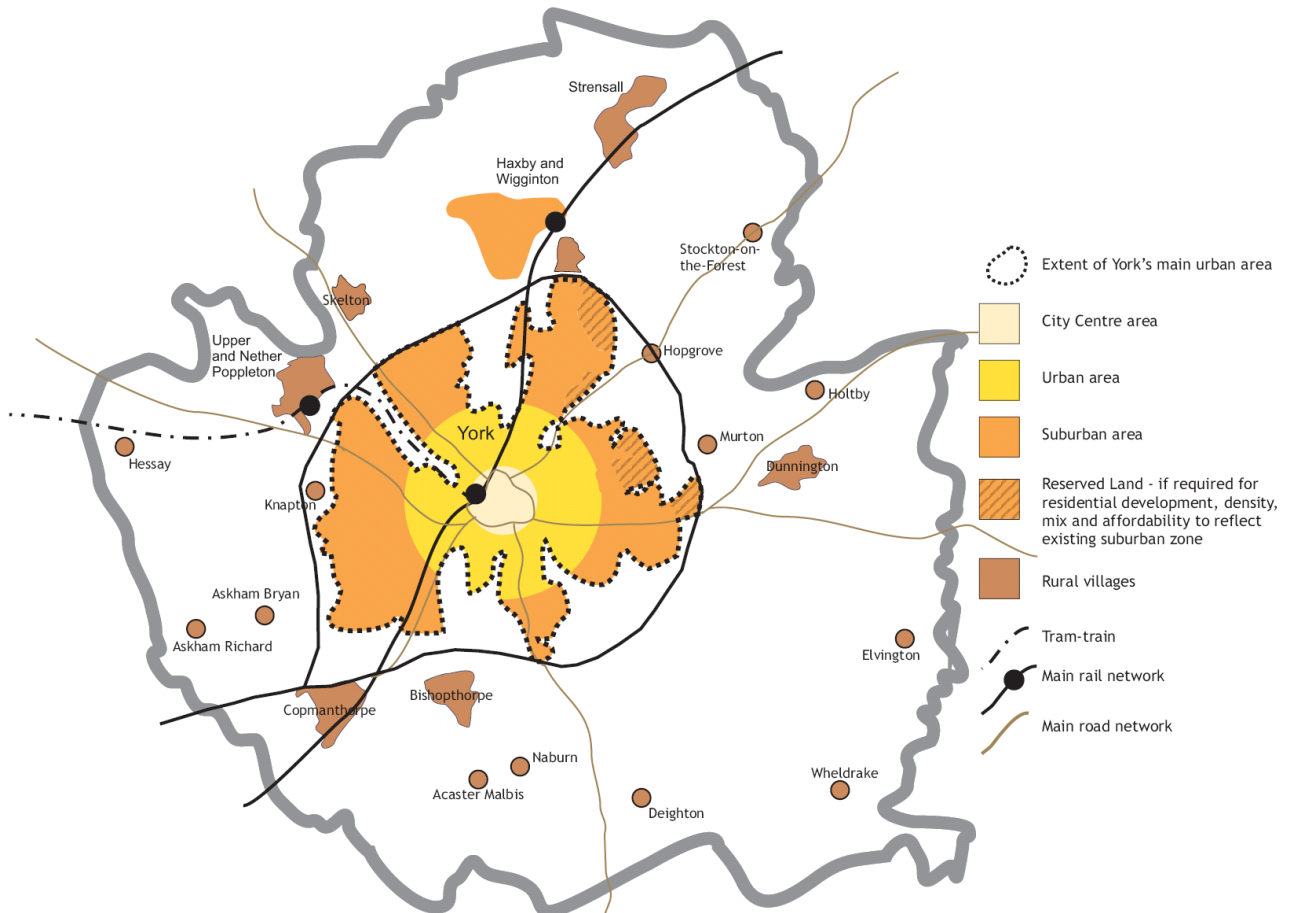 Strensall
Haxby and
Wigginton
Stockton-on-
the-Forest
Skelton
Upper
and Nether
Poppleton
Hopgrove
Holtby
York
Murton
Dunnington
Hessay
Knapton
Askham Bryan
Askham Richard
Elvington
Copmanthorpe
Bishopthorpe
Naburn
Acaster Malbis
Deighton
Wheldrake
Extent of York's main urban area
City Centre area
Urban area
Suburban area
Reserved Land - if required for
residential development, density,
mix and affordability to reflect
existing suburban zone
Rural villages
Tram-train
Main rail network
Main road network